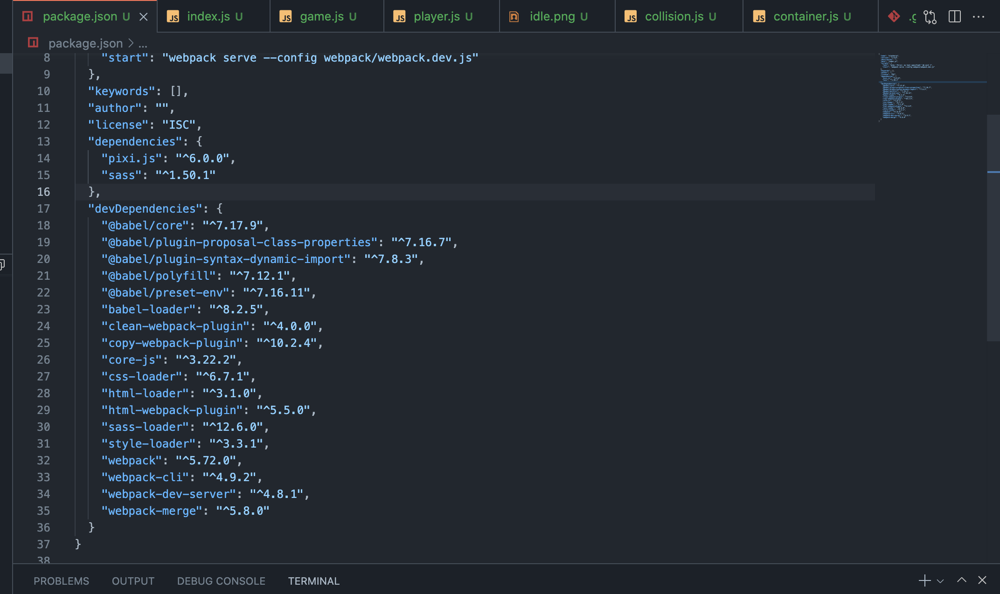 package.json U
JS index.js U
JS game.js U
JS player.js U
idle.png U
JS collision.js U
JS container.js U
package.json > ...
8 "start": "webpack serve --config webpack/webpack.dev.js"
9 },
10 "keywords": [],
11 "author": "",
12 "license": "ISC",
13 "dependencies": {
14 "pixi.js": "^6.0.0",
15 "sass": "^1.50.1"
16 },
17 "devDependencies": {
18 "@babel/core": "^7.17.9",
19 "@babel/plugin-proposal-class-properties": "^7.16.7",
20 "@babel/plugin-syntax-dynamic-import": "^7.8.3",
21 "@babel/polyfill": "^7.12.1",
22 "@babel/preset-env": "^7.16.11",
23 "babel-loader": "^8.2.5",
24 "clean-webpack-plugin": "^4.0.0",
25 "copy-webpack-plugin": "^10.2.4",
26 "core-js": "^3.22.2",
27 "css-loader": "^6.7.1",
28 "html-loader": "^3.1.0",
29 "html-webpack-plugin": "^5.5.0",
30 "sass-loader": "^12.6.0",
31 "style-loader": "^3.3.1",
32 "webpack": "^5.72.0",
33 "webpack-cli": "^4.9.2",
34 "webpack-dev-server": "^4.8.1",
35 "webpack-merge": "^5.8.0"
36 }
37 }
38
PROBLEMS OUTPUT DEBUG CONSOLE TERMINAL